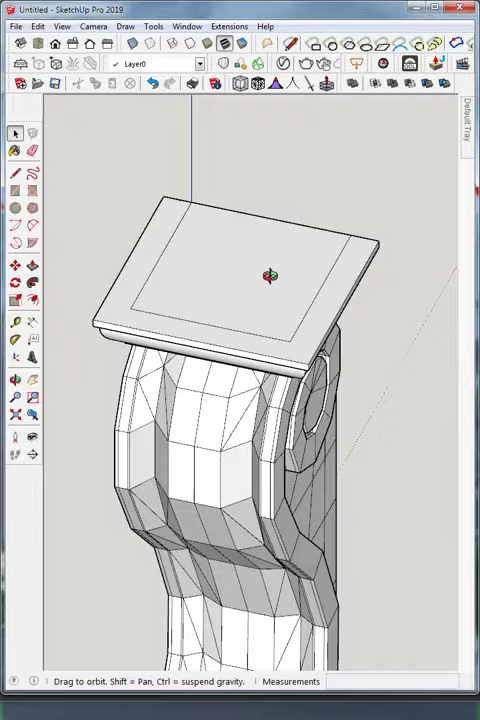 Untitled - SketchUp Pro 2019
File Edit View Camera Draw Tools Window Extensions Help
Layer0
Default Tray
Drag to orbit. Shift = Pan, Ctrl = suspend gravity.
Measurements